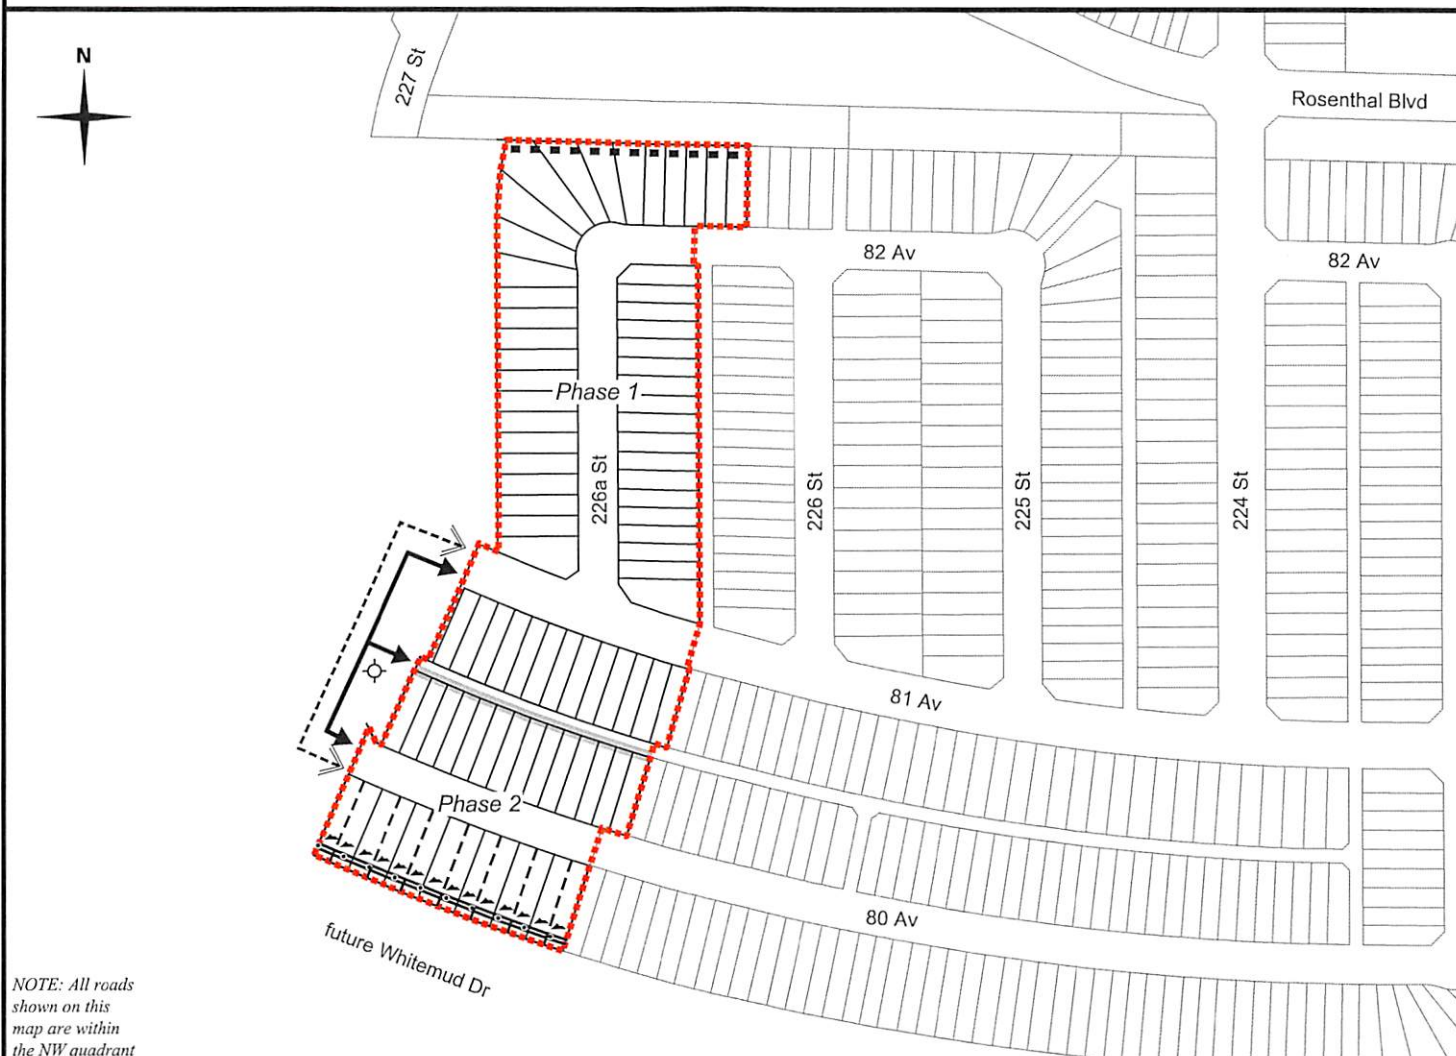 N
227 St
Rosenthal Blvd
82 Av
82 Av
Phase 1
226a St
226 St
225 St
224 St
81 Av
Phase 2
80 Av
future Whitemud Dr
NOTE: All roads
shown on this
map are within
the NW quadrant